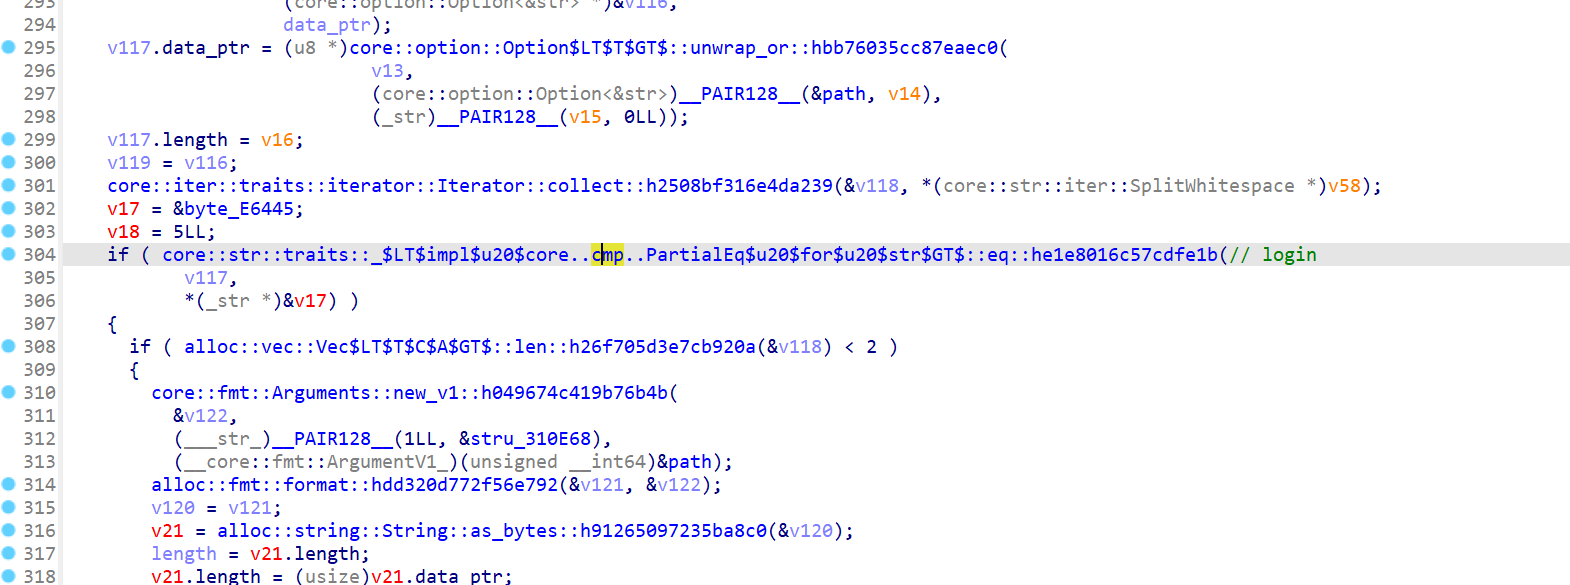 293 (core::option::Option<&str> *)&v116,
294 data_ptr);
295 v117.data_ptr = (u8 *)core::option::Option$LT$T$GT$::unwrap_or::hbb76035cc87eaec0(
296 v13,
297 (core::option::Option<&str>)__PAIR128__(&path, v14),
298 (_str)__PAIR128__(v15, 0LL));
299 v117.length = v16;
300 v119 = v116;
301 core::iter::traits::iterator::Iterator::collect::h2508bf316e4da239(&v118, *(core::str::iter::SplitWhitespace *)v58);
302 v17 = &byte_E6445;
303 v18 = 5LL;
304 if ( core::str::traits::_$LT$impl$u20$core..cmp..PartialEq$u20$for$u20$str$GT$::eq::he1e8016c57cdfe1b(// login
305 v117,
306 *(_str *)&v17) )
307 {
308 if ( alloc::vec::Vec$LT$T$C$A$GT$::len::h26f705d3e7cb920a(&v118) < 2 )
309 {
310 core::fmt::Arguments::new_v1::h049674c419b76b4b(
311 &v122,
312 (___str_)__PAIR128__(1LL, &stru_310E68),
313 (__core::fmt::ArgumentV1_)(unsigned __int64)&path);
314 alloc::fmt::format::hdd320d772f56e792(&v121, &v122);
315 v120 = v121;
316 v21 = alloc::string::String::as_bytes::h91265097235ba8c0(&v120);
317 length = v21.length;
318 v21.length = (usize)v21.data_ptr;